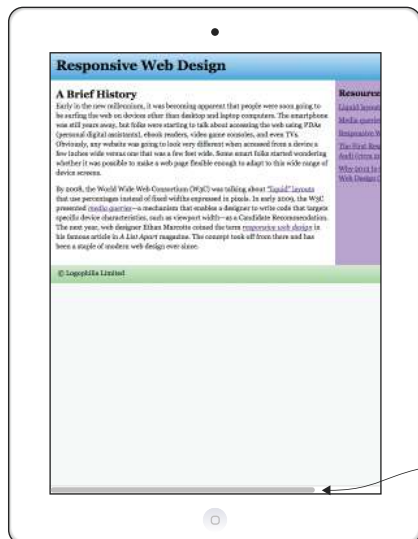 Responsive Web Design
A Brief History
Early in the new millennium, it was becoming apparent that people were soon going to
be surfing the web on devices other than desktop and laptop computers. The smartphone
was still years away, but folks were starting to talk about accessing the web using PDAs
(personal digital assistants), ebook readers, video game consoles, and even TVs.
Obviously, any website was going to look very different when accessed from a device a
few inches wide versus one that was a few feet wide. Some smart folks started wondering
whether it was possible to make a web page flexible enough to adapt to this wide range of
device screens.
By 2008, the World Wide Web Consortium (W3C) was talking about "liquid" layouts
that use percentages instead of fixed widths expressed in pixels. In early 2009, the W3C
presented media queries—a mechanism that enables a designer to write code that targets
specific device characteristics, such as viewport width—as a Candidate Recommendation.
The next year, web designer Ethan Marcotte coined the term responsive web design in
his famous article in A List Apart magazine. The concept took off from there and has
been a staple of modern web design ever since.
Resource
Liquid layout
Media queries
Responsive W
The First Res
Audi (circa 20
Why 2013 is
Web Design
© Logophilia Limited